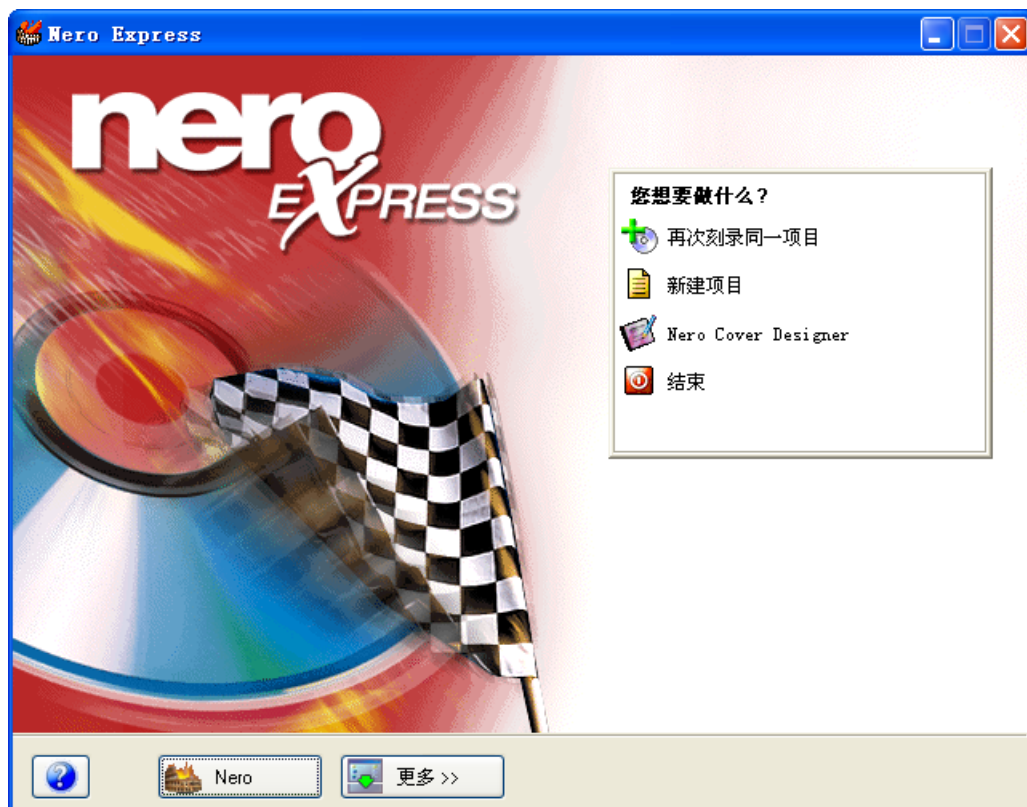 Nero Express
nero
EXPRESS
您想要做什么?
再次刻录同一项目
新建项目
Nero Cover Designer
结束
Nero
更多 >>